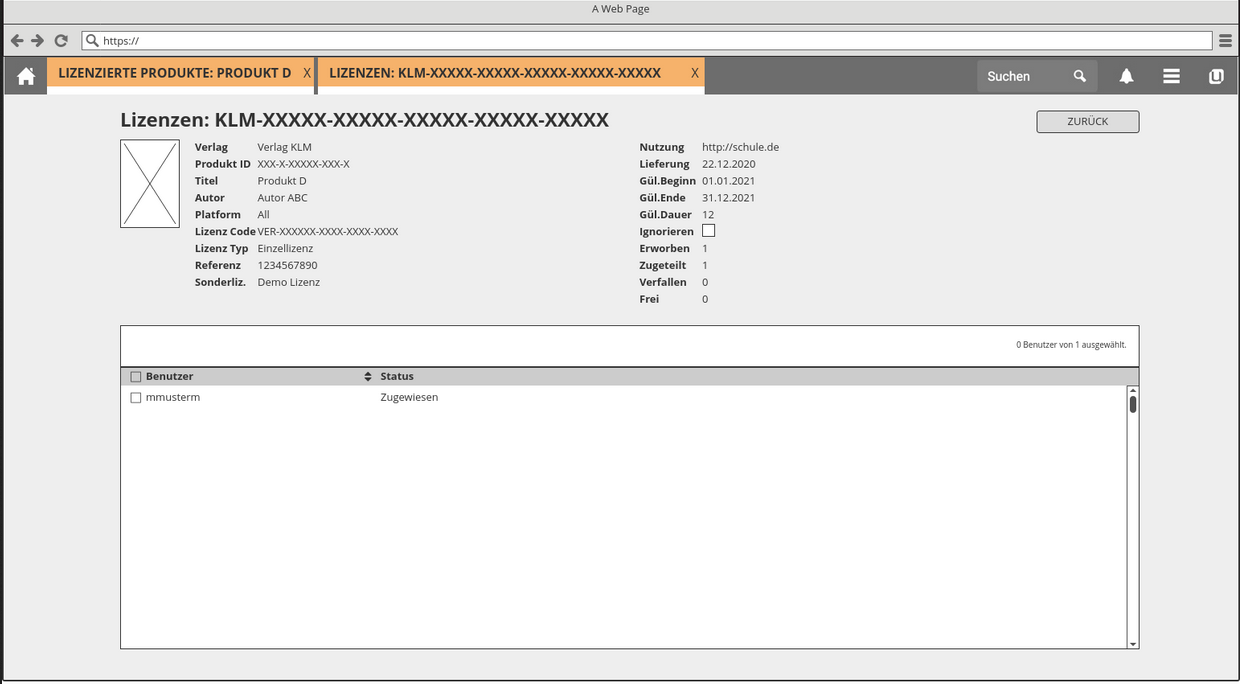 A Web Page
https://
LIZENZIERTE PRODUKTE: PRODUKT D X
LIZENZEN: KLM-XXXXX-XXXXX-XXXXX-XXXXX-XXXXX X
Suchen
Lizenzen: KLM-XXXXX-XXXXX-XXXXX-XXXXX-XXXXX
ZURÜCK
Verlag Verlag KLM
Produkt ID XXX-X-XXXXX-XXX-X
Titel Produkt D
Autor Autor ABC
Platform All
Lizenz Code VER-XXXXXX-XXXX-XXXX-XXXX
Lizenz Typ Einzellizenz
Referenz 1234567890
Sonderliz. Demo Lizenz
Nutzung http://schule.de
Lieferung 22.12.2020
Gül.Beginn 01.01.2021
Gül.Ende 31.12.2021
Gül.Dauer 12
Ignorieren
Erworben 1
Zugeteilt 1
Verfallen 0
Frei 0
0 Benutzer von 1 ausgewählt.
Benutzer Status
mmusterm Zugewiesen